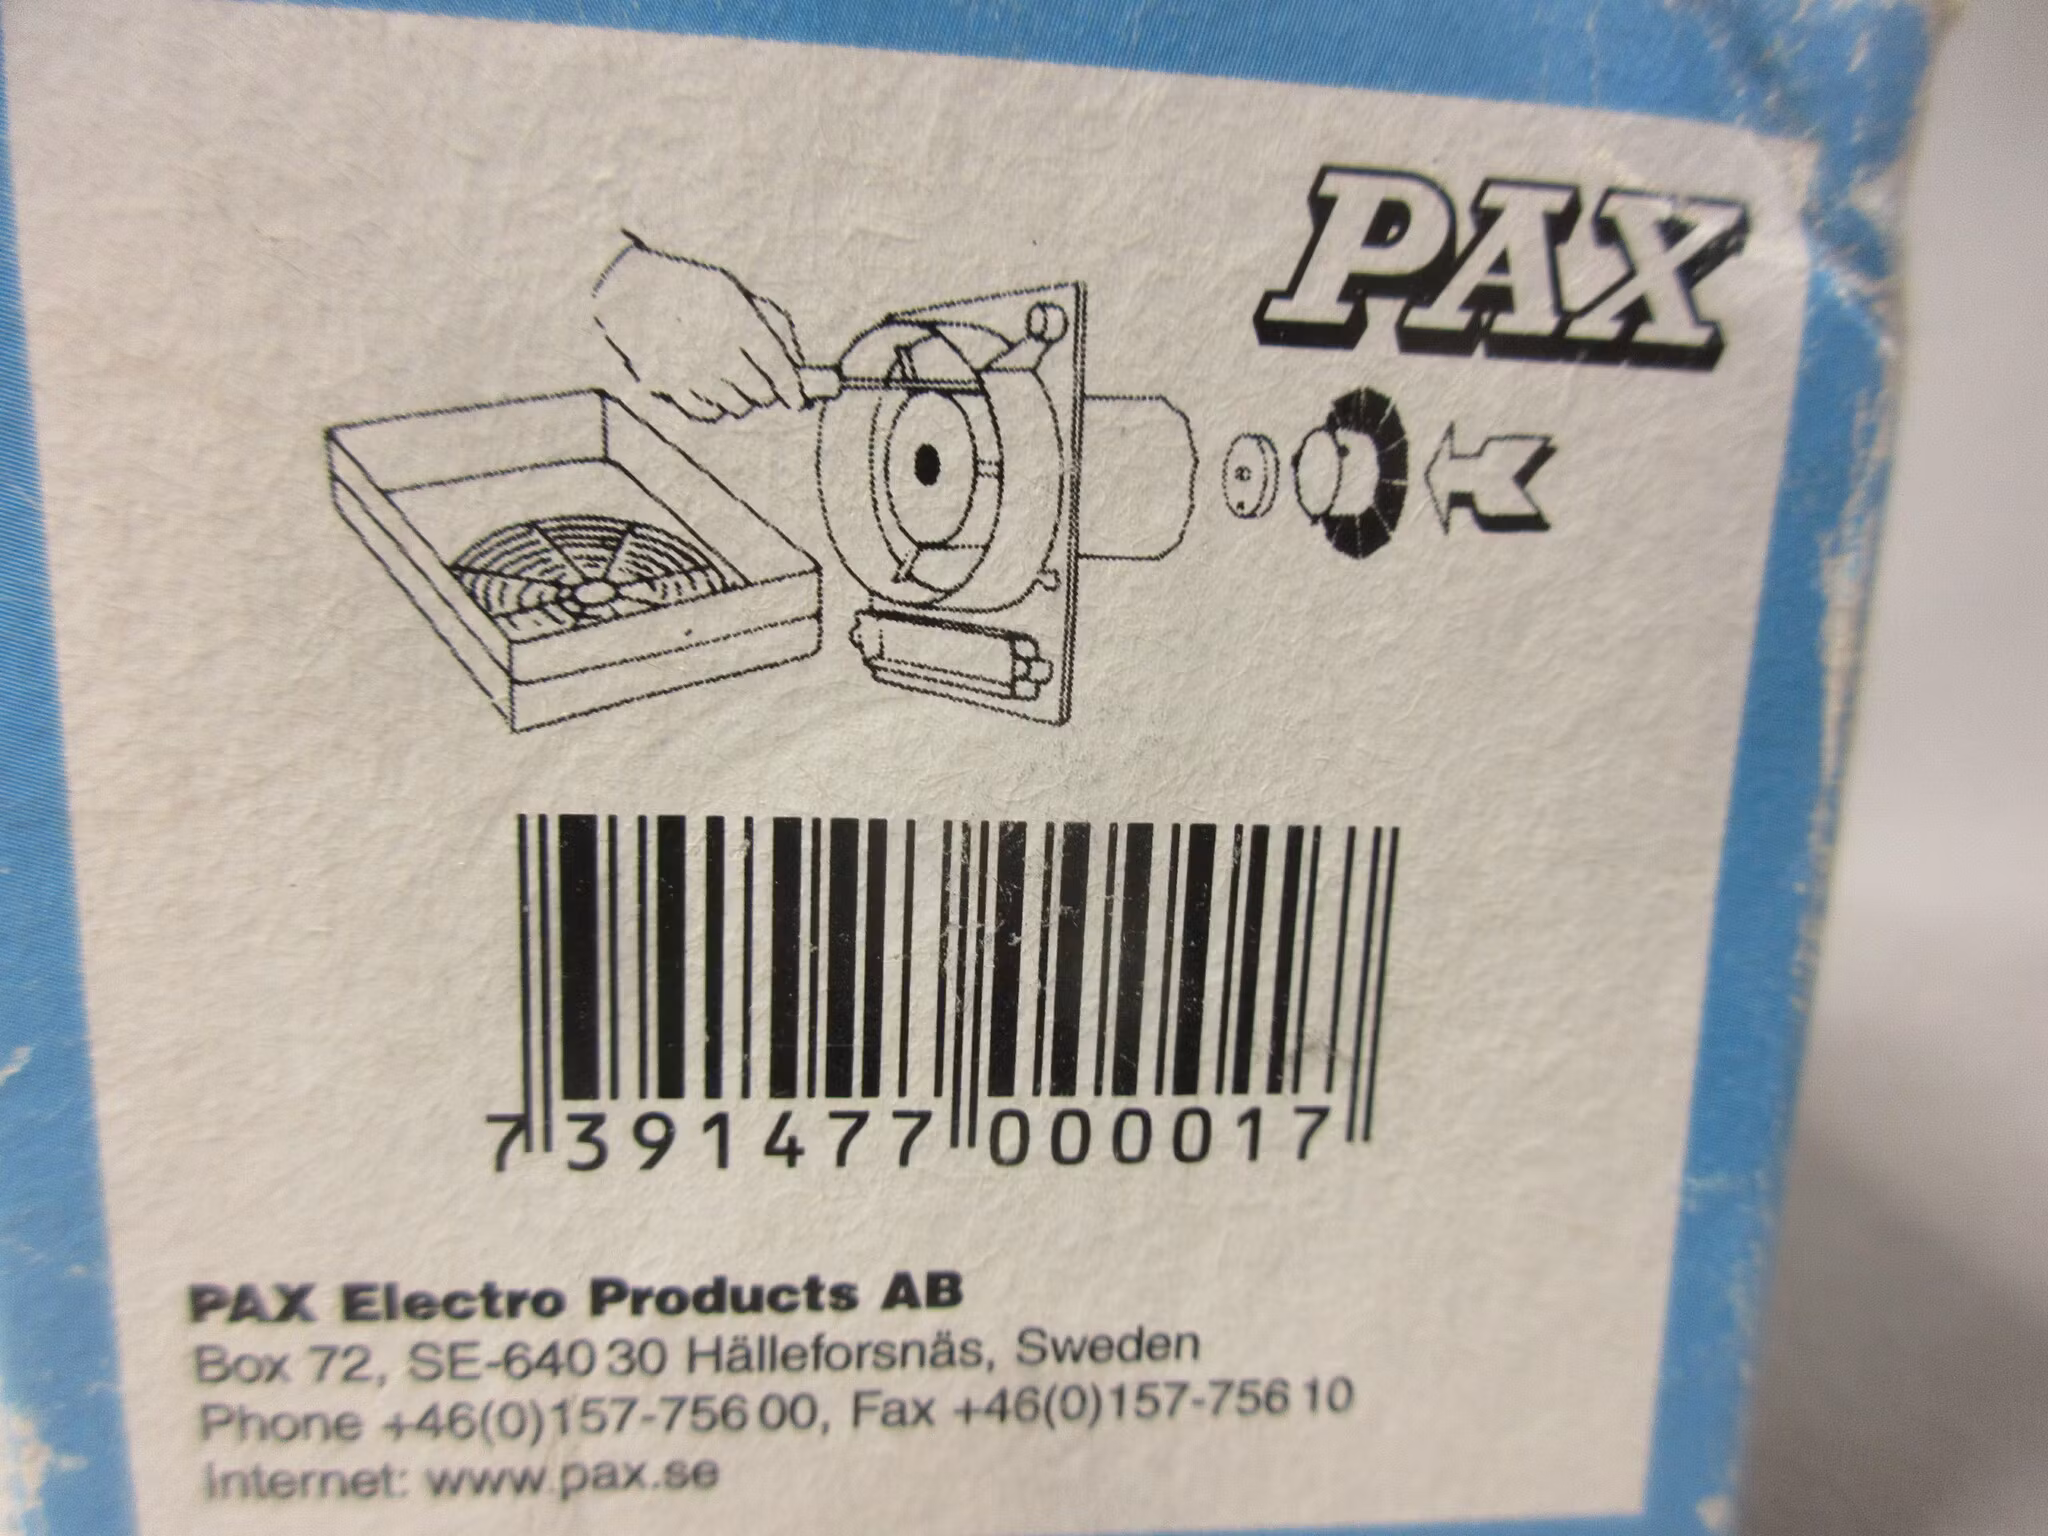 PAX
7 391477 000017
PAX Electro Products AB
Box 72, SE-640 30 Hälleforsnäs, Sweden
Phone +46(0)157-756 00, Fax +46(0)157-756 10
Internet: www.pax.se